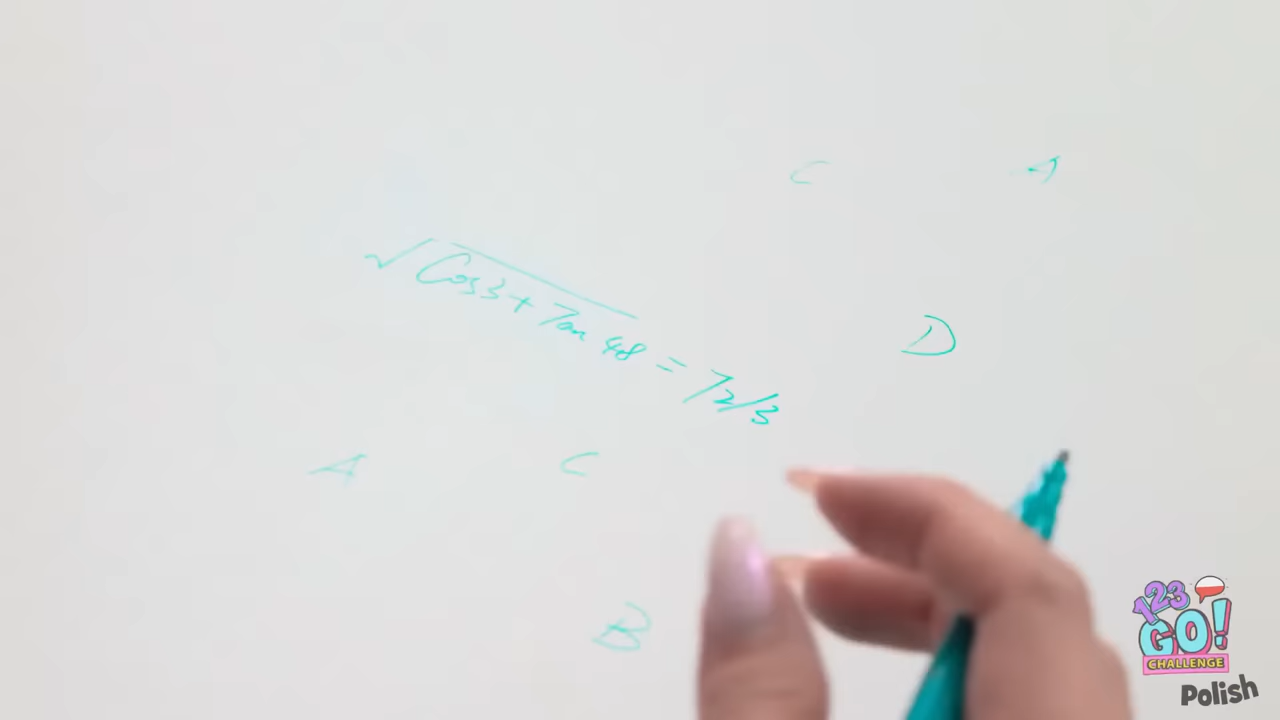 C A
√Cos3 + Tan 48 = 72/3
D
A C
B
123 GO!
CHALLENGE
Polish